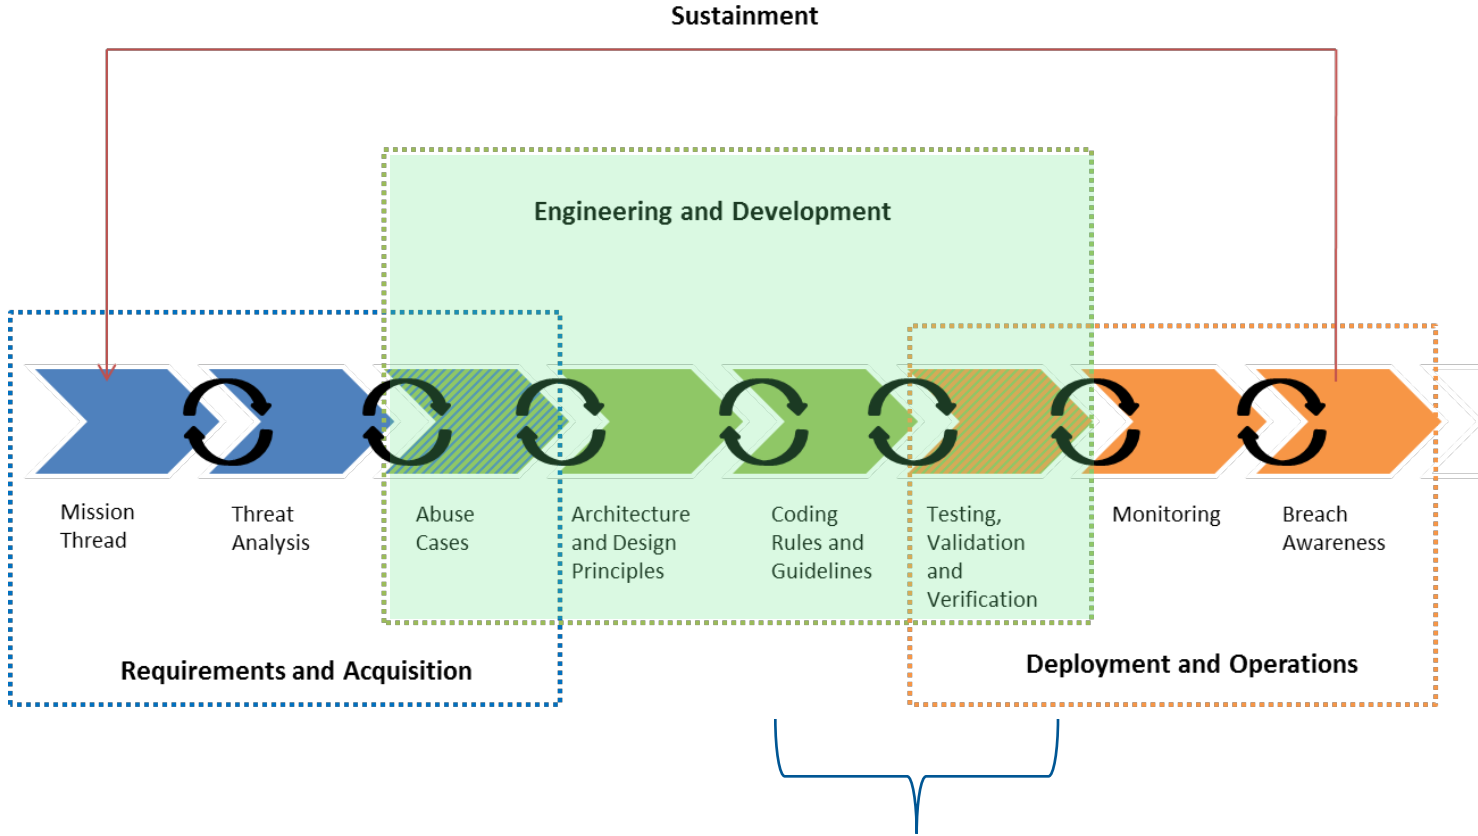 Sustainment
Engineering and Development
Mission
Thread
Threat
Analysis
Abuse
Cases
Architecture
and Design
Principles
Coding
Rules and
Guidelines
Testing,
Validation
and
Verification
Monitoring
Breach
Awareness
Requirements and Acquisition
Deployment and Operations